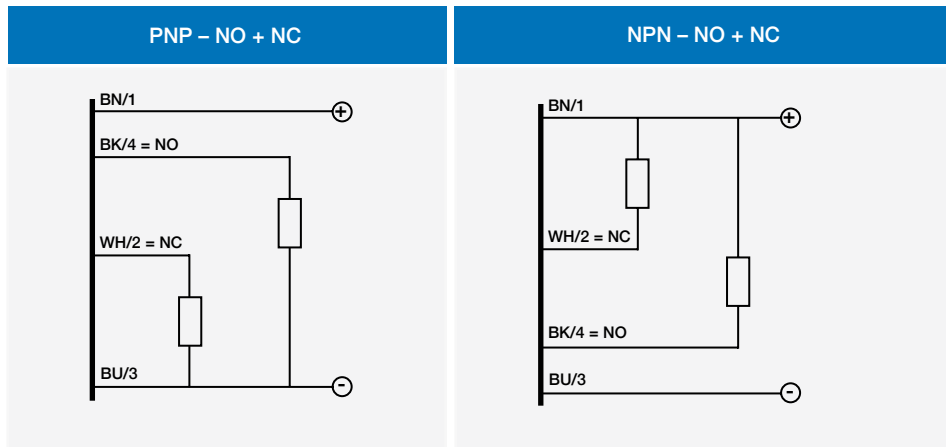 PNP – NO + NC
BN/1
+
BK/4 = NO
WH/2 = NC
BU/3
-
NPN – NO + NC
BN/1
+
WH/2 = NC
BK/4 = NO
BU/3
-